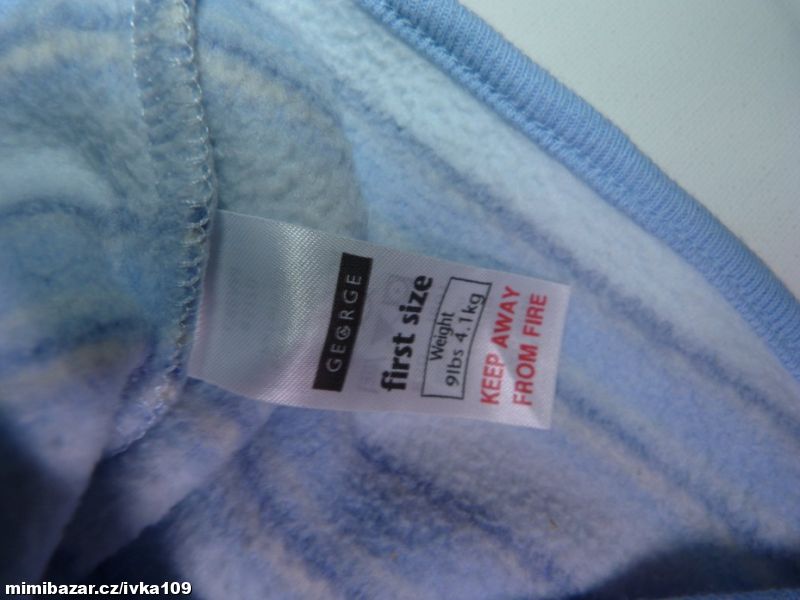 GEORGE
first size
Weight
9lbs 4.1kg
KEEP AWAY
FROM FIRE
mimibazar.cz/ivka109